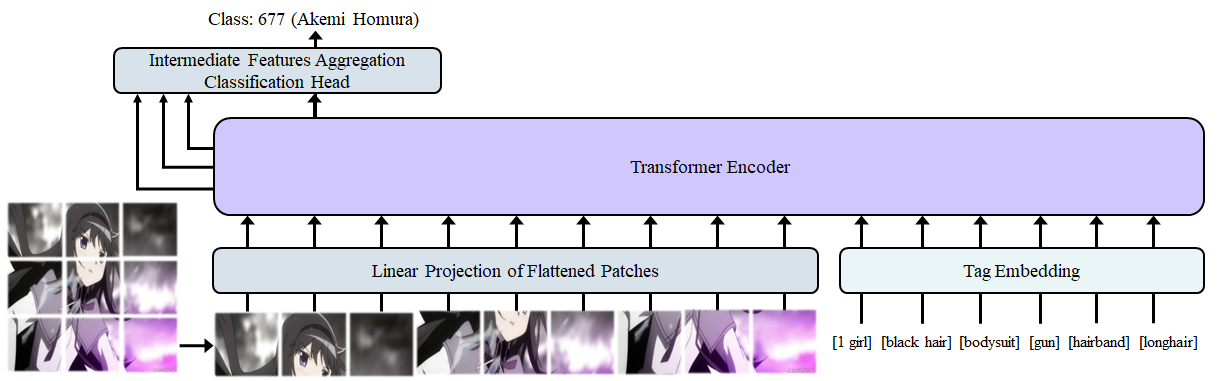 Class: 677 (Akemi Homura)
Intermediate Features Aggregation
Classification Head
Transformer Encoder
Linear Projection of Flattened Patches
Tag Embedding
[1 girl] [black hair] [bodysuit] [gun] [hairband] [longhair]